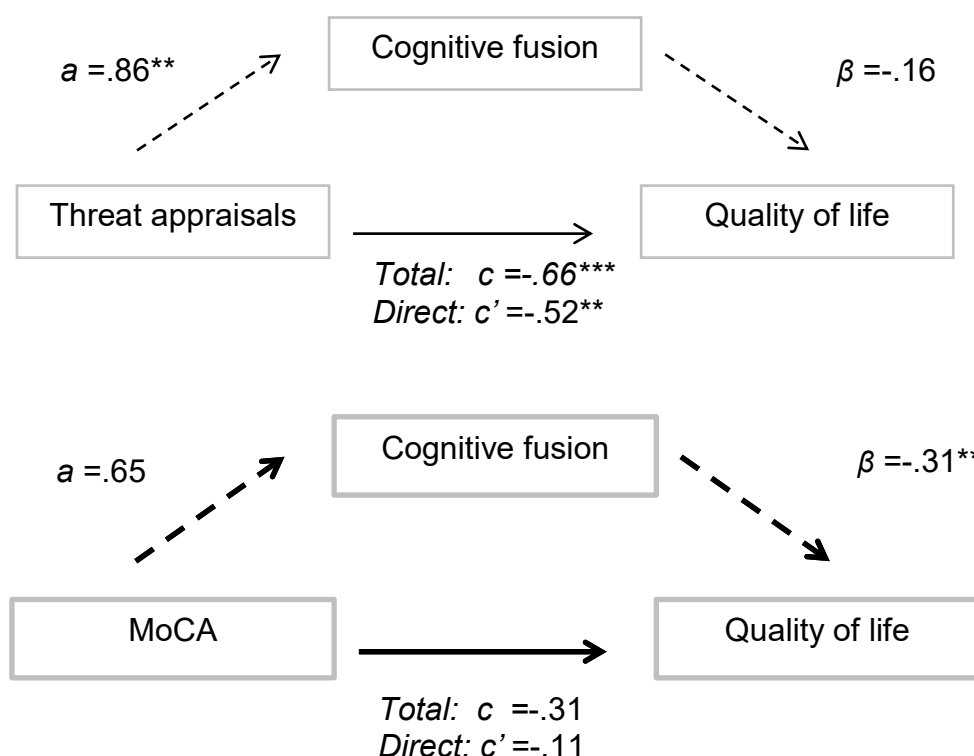 Cognitive fusion
a =.86**
β =-.16
Threat appraisals
Quality of life
Total: c =-.66***
Direct: c’ =-.52**
Cognitive fusion
a =.65
β =-.31**
MoCA
Quality of life
Total: c =-.31
Direct: c’ =-.11